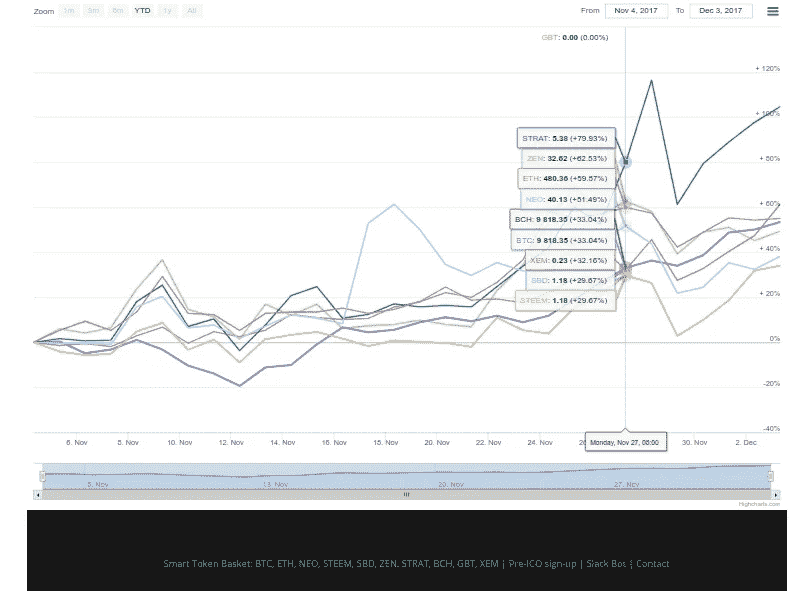 Zoom 1m 3m 6m YTD 1y All From Nov 4, 2017 To Dec 3, 2017
GBT: 0.00 (0.00%)
+ 120%
+ 100%
+ 80%
+ 60%
+ 40%
+ 20%
0%
-20%
-40%
STRAT: 5.38 (+79.93%)
ZEN: 32.62 (+62.53%)
ETH: 480.36 (+59.57%)
NEO: 40.13 (+51.49%)
BCH: 9 818.35 (+33.04%)
BTC: 9 818.35 (+33.04%)
XEM: 0.23 (+32.16%)
SBD: 1.18 (+29.67%)
STEEM: 1.18 (+29.67%)
6. Nov 8. Nov 10. Nov 12. Nov 14. Nov 16. Nov 18. Nov 20. Nov 22. Nov 24. Nov 26 Monday, Nov 27, 03:00 30. Nov 2. Dec
6. Nov 13. Nov 20. Nov 27. Nov
Highcharts.com
Smart Token Basket: BTC, ETH, NEO, STEEM, SBD, ZEN, STRAT, BCH, GBT, XEM | Pre-ICO sign-up | Slack Bot | Contact